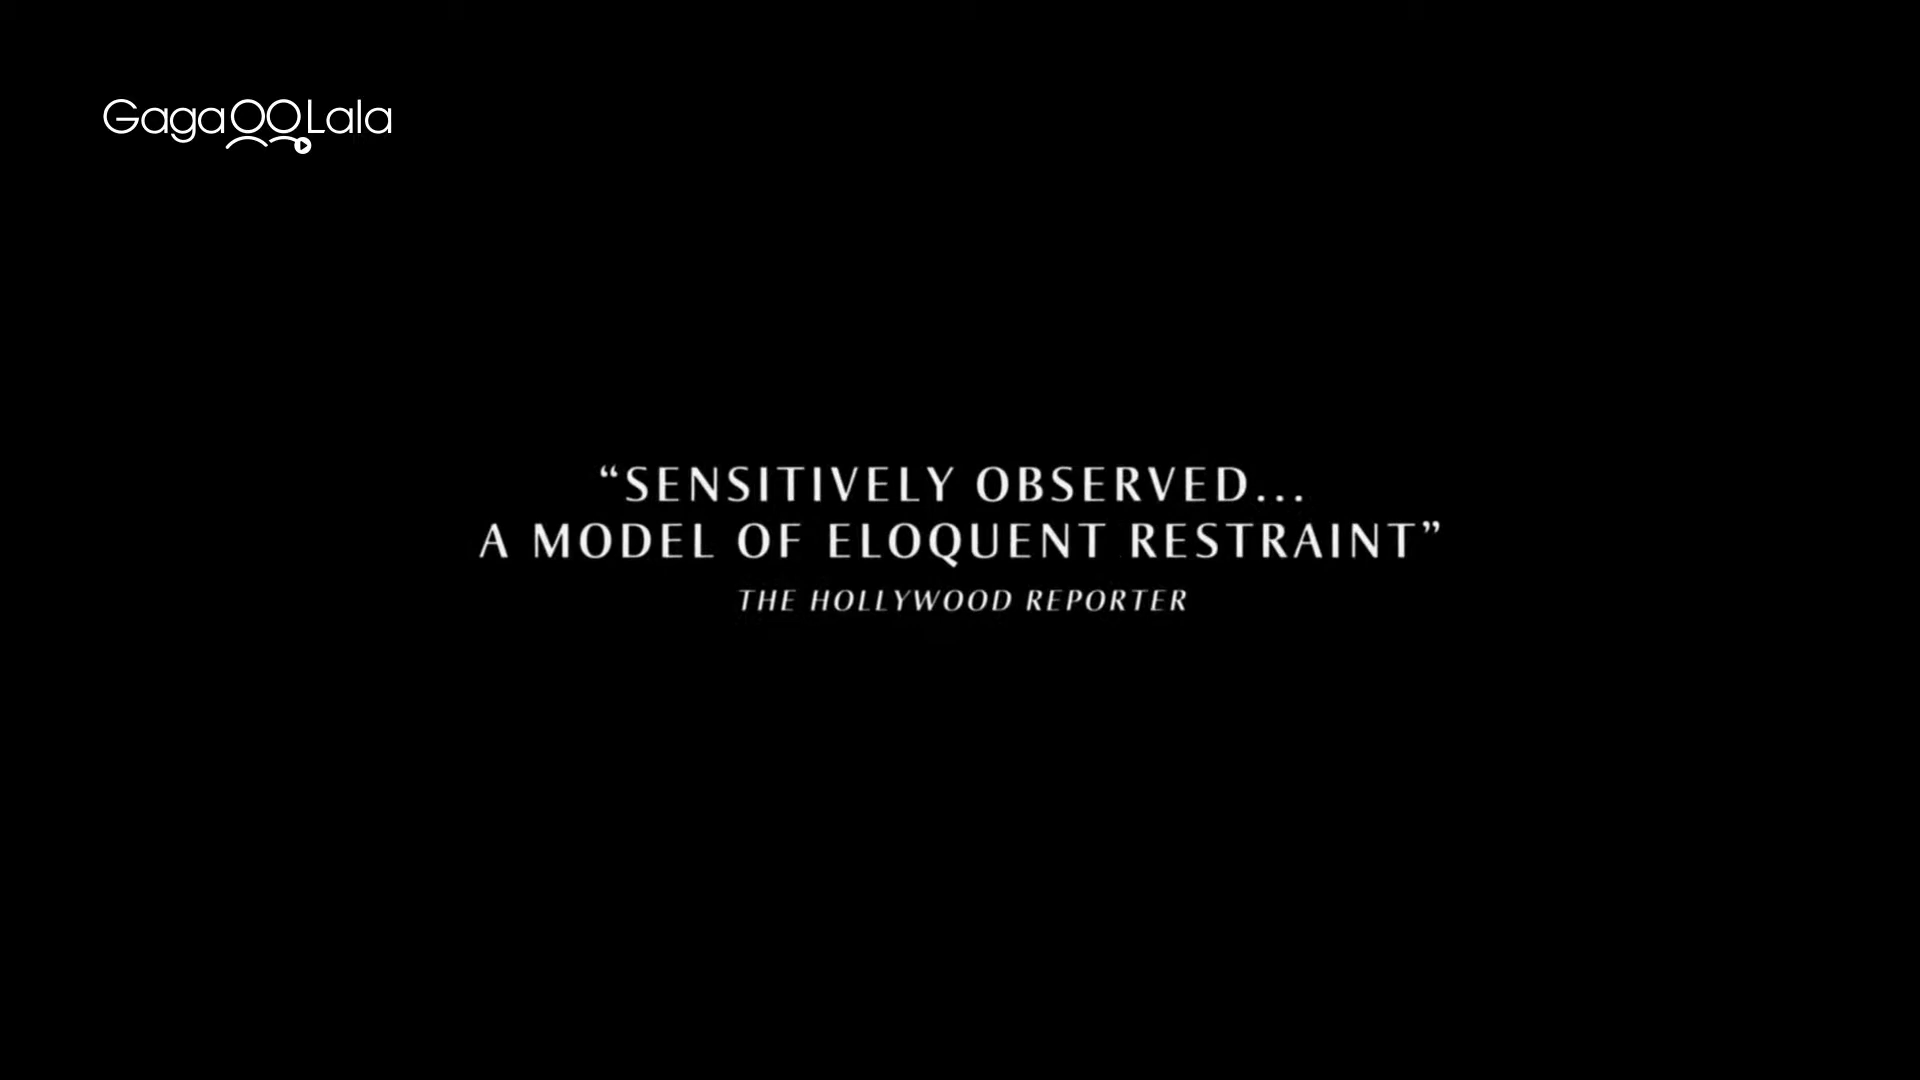 GagaOOLala
“SENSITIVELY OBSERVED...
A MODEL OF ELOQUENT RESTRAINT”
THE HOLLYWOOD REPORTER